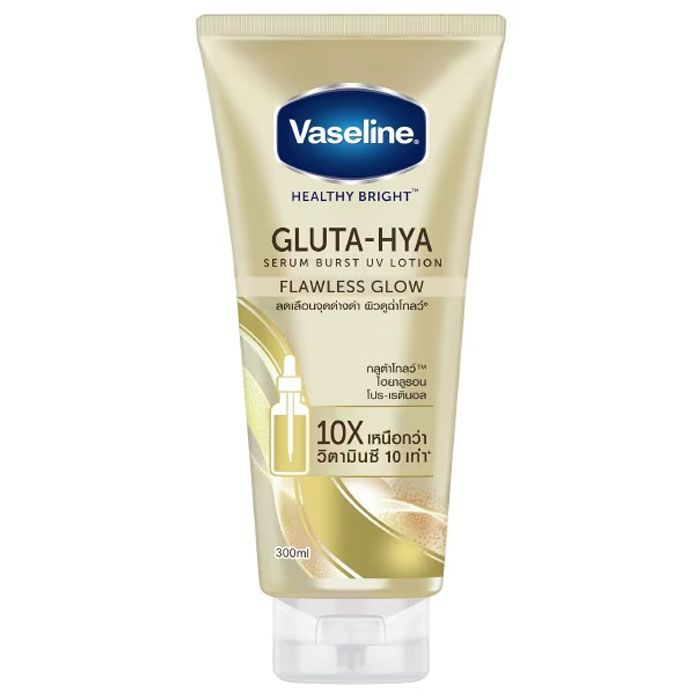 Vaseline®
HEALTHY BRIGHT™
GLUTA-HYA
SERUM BURST UV LOTION
FLAWLESS GLOW
ลดเลือนจุดด่างดำ ผิวดูฉ่ำโกลว์°
กลูต้าโกลว์™
ไฮยาลูรอน
โปร-เรตินอล
10X เหนือกว่า
วิตามินซี 10 เท่า⁺
300ml